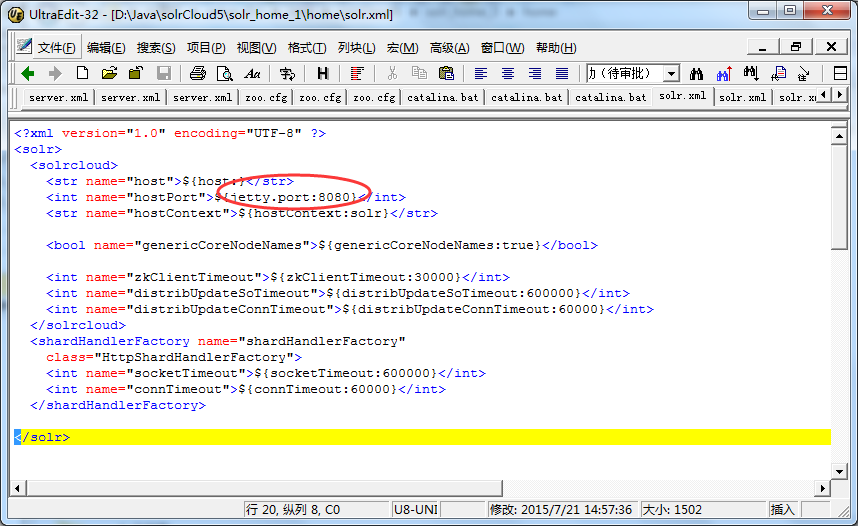 UltraEdit-32 - [D:\Java\solrCloud5\solr_home_1\home\solr.xml]
文件(F) 编辑(E) 搜索(S) 项目(P) 视图(V) 格式(T) 列块(L) 宏(M) 高级(A) 窗口(W) 帮助(H)
(待审批)
server.xml server.xml server.xml zoo.cfg zoo.cfg zoo.cfg catalina.bat catalina.bat catalina.bat solr.xml solr.xml solr.x
<?xml version="1.0" encoding="UTF-8" ?>
<solr>
<solrcloud>
<str name="host">${host:}</str>
<int name="hostPort">${jetty.port:8080}</int>
<str name="hostContext">${hostContext:solr}</str>
<bool name="genericCoreNodeNames">${genericCoreNodeNames:true}</bool>
<int name="zkClientTimeout">${zkClientTimeout:30000}</int>
<int name="distribUpdateSoTimeout">${distribUpdateSoTimeout:600000}</int>
<int name="distribUpdateConnTimeout">${distribUpdateConnTimeout:60000}</int>
</solrcloud>
<shardHandlerFactory name="shardHandlerFactory"
class="HttpShardHandlerFactory">
<int name="socketTimeout">${socketTimeout:600000}</int>
<int name="connTimeout">${connTimeout:60000}</int>
</shardHandlerFactory>
</solr>
行 20, 纵列 8, C0 U8-UNI 修改: 2015/7/21 14:57:36 大小: 1502 插入